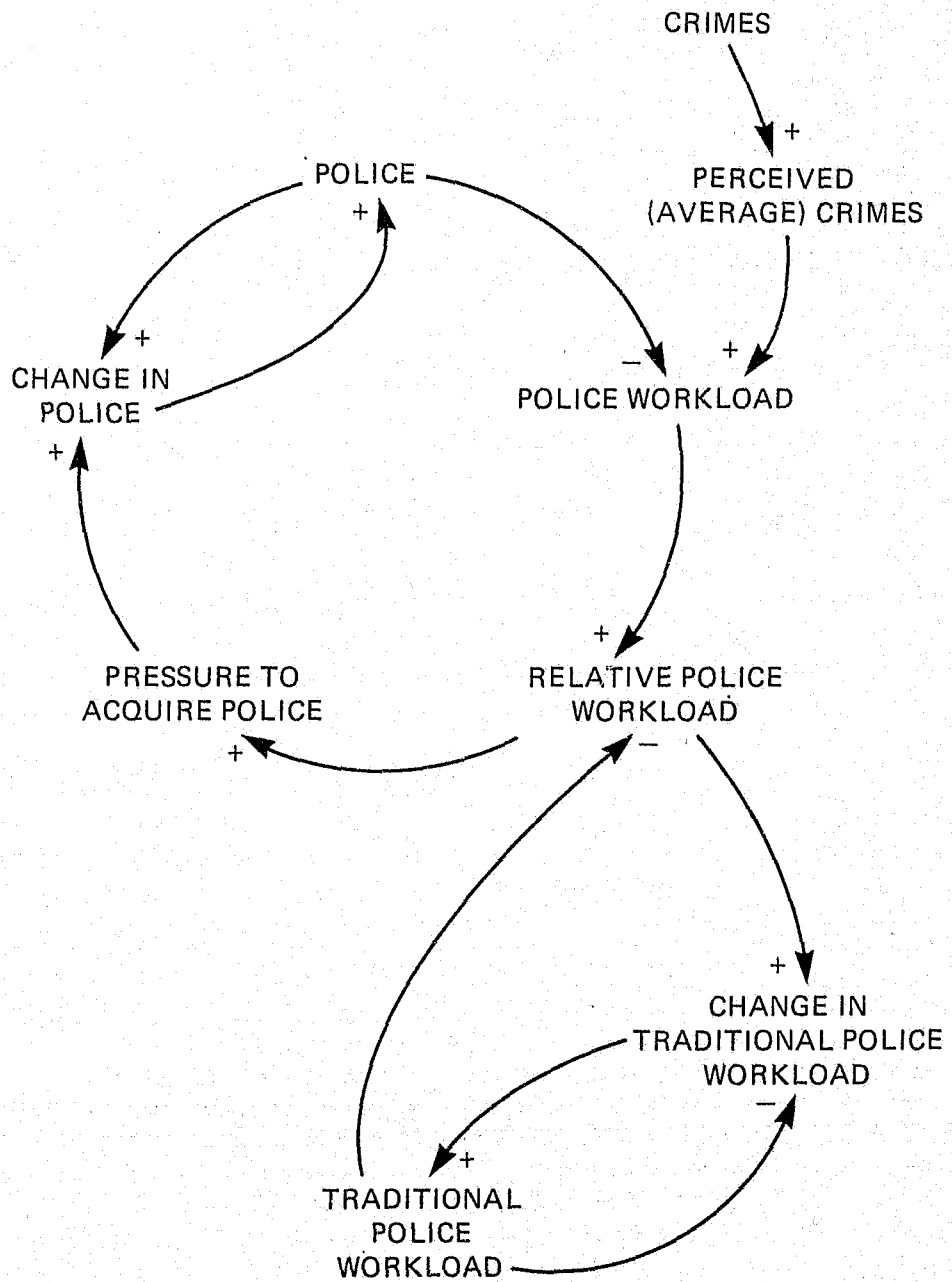 CRIMES
+
PERCEIVED
(AVERAGE) CRIMES
POLICE
+
+
CHANGE IN
POLICE
+
−
+
POLICE WORKLOAD
+
RELATIVE POLICE
WORKLOAD
−
PRESSURE TO
ACQUIRE POLICE
+
+
CHANGE IN
TRADITIONAL POLICE
WORKLOAD
−
+
TRADITIONAL
POLICE
WORKLOAD